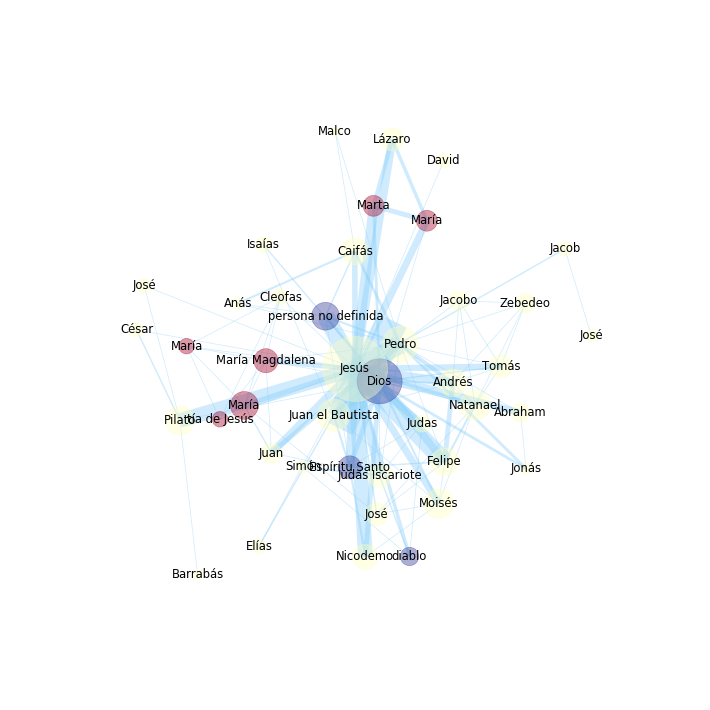 Malco
Lázaro
David
Marta
María
Isaías
Caifás
Jacob
José
Anás
Cleofas
Jacobo
Zebedeo
persona no definida
César
José
María
Pedro
María Magdalena
Jesús
Tomás
Dios
Andrés
María
Natanael
Abraham
Pilato
tía de Jesús
Juan el Bautista
Judas
Juan
Simón
Espíritu Santo
Felipe
Jonás
Judas Iscariote
Moisés
José
Elías
Nicodemo
diablo
Barrabás